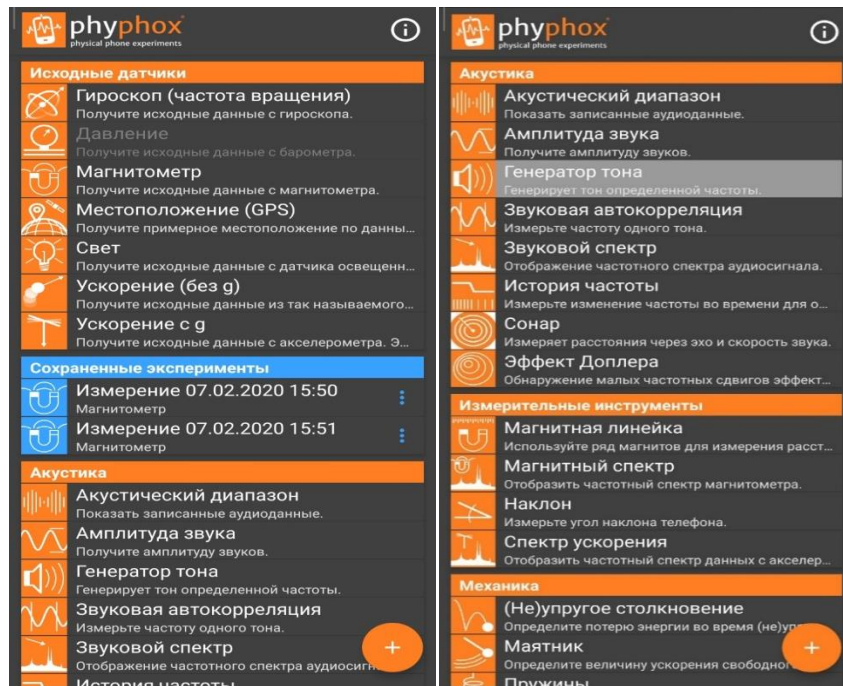 phyphox
physical phone experiments
Исходные датчики
Гироскоп (частота вращения)
Получите исходные данные с гироскопа.
Давление
Получите исходные данные с барометра.
Магнитометр
Получите исходные данные с магнитометра.
Местоположение (GPS)
Получите примерное местоположение по данны...
Свет
Получите исходные данные с датчика освещенн...
Ускорение (без g)
Получите исходные данные из так называемого...
Ускорение с g
Получите исходные данные с акселерометра. Э...
Сохраненные эксперименты
Измерение 07.02.2020 15:50
Магнитометр
Измерение 07.02.2020 15:51
Магнитометр
Акустика
Акустический диапазон
Показать записанные аудиоданные.
Амплитуда звука
Получите амплитуду звуков.
Генератор тона
Генерирует тон определенной частоты.
Звуковая автокорреляция
Измерьте частоту одного тона.
Звуковой спектр
Отображение частотного спектра аудиосигн
История частоты
phyphox
physical phone experiments
Акустика
Акустический диапазон
Показать записанные аудиоданные.
Амплитуда звука
Получите амплитуду звуков.
Генератор тона
Генерирует тон определенной частоты.
Звуковая автокорреляция
Измерьте частоту одного тона.
Звуковой спектр
Отображение частотного спектра аудиосигнала.
История частоты
Измерьте изменение частоты во времени для о...
Сонар
Измеряет расстояния через эхо и скорость звука.
Эффект Доплера
Обнаружение малых частотных сдвигов эффект...
Измерительные инструменты
Магнитная линейка
Используйте ряд магнитов для измерения расст...
Магнитный спектр
Отобразить частотный спектр магнитометра.
Наклон
Измерьте угол наклона телефона.
Спектр ускорения
Отобразить частотный спектр данных с акселер...
Механика
(Не)упругое столкновение
Определите потерю энергии во время (не)упр
Маятник
Определите величину ускорения свободног
Пружины